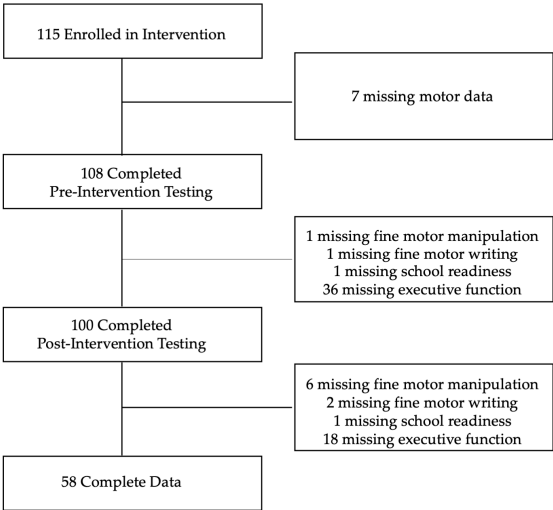 115 Enrolled in Intervention
7 missing motor data
108 Completed
Pre-Intervention Testing
1 missing fine motor manipulation
1 missing fine motor writing
1 missing school readiness
36 missing executive function
100 Completed
Post-Intervention Testing
6 missing fine motor manipulation
2 missing fine motor writing
1 missing school readiness
18 missing executive function
58 Complete Data